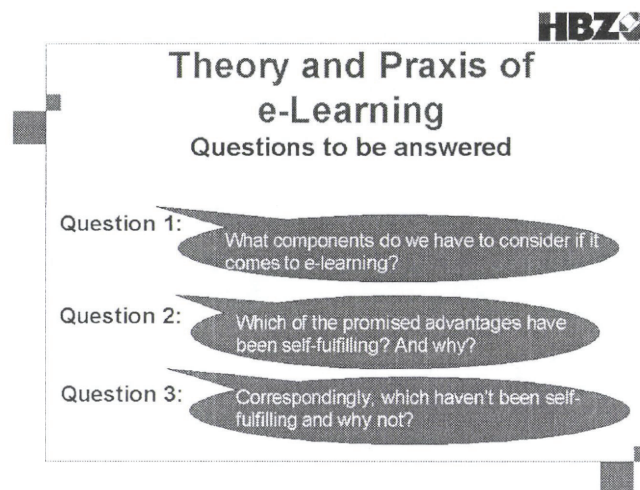 HBZ
Theory and Praxis of
e-Learning
Questions to be answered
Question 1:
What components do we have to consider if it
comes to e-learning?
Question 2:
Which of the promised advantages have
been self-fulfilling? And why?
Question 3:
Correspondingly, which haven't been self-
fulfilling and why not?